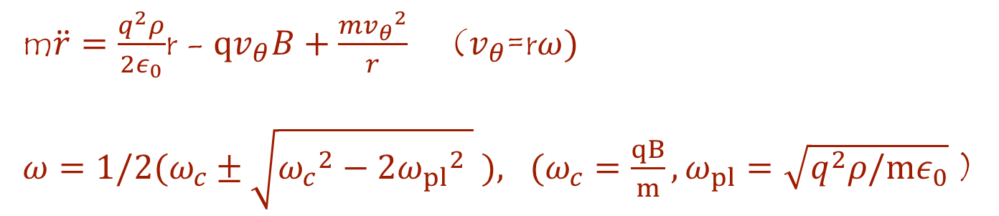 mr̈ = q²ρ/2ϵ₀ r - qv_θB + mv_θ²/r (v_θ=rω)
ω = 1/2(ω_c ± √(ω_c² − 2ω_pl²) ), (ω_c = qB/m, ω_pl = √(q²ρ/mϵ₀) )